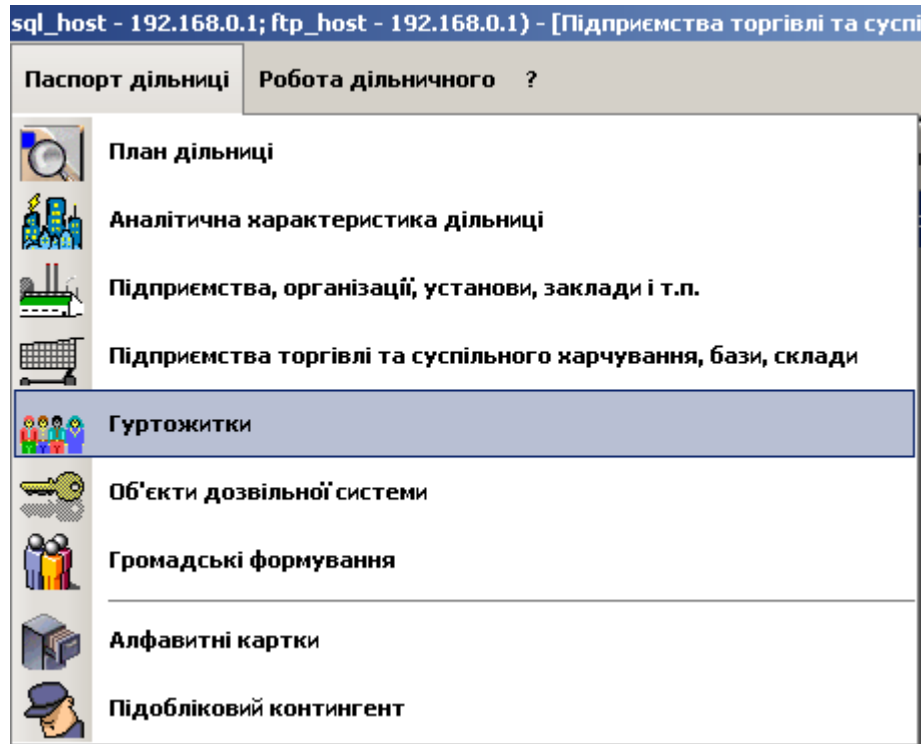 sql_host - 192.168.0.1; ftp_host - 192.168.0.1) - [Підприємства торгівлі та суспі
Паспорт дільниці Робота дільничного ?
План дільниці
Аналітична характеристика дільниці
Підприємства, організації, установи, заклади і т.п.
Підприємства торгівлі та суспільного харчування, бази, склади
Гуртожитки
Об'єкти дозвільної системи
Громадські формування
Алфавитні картки
Підобліковий контингент